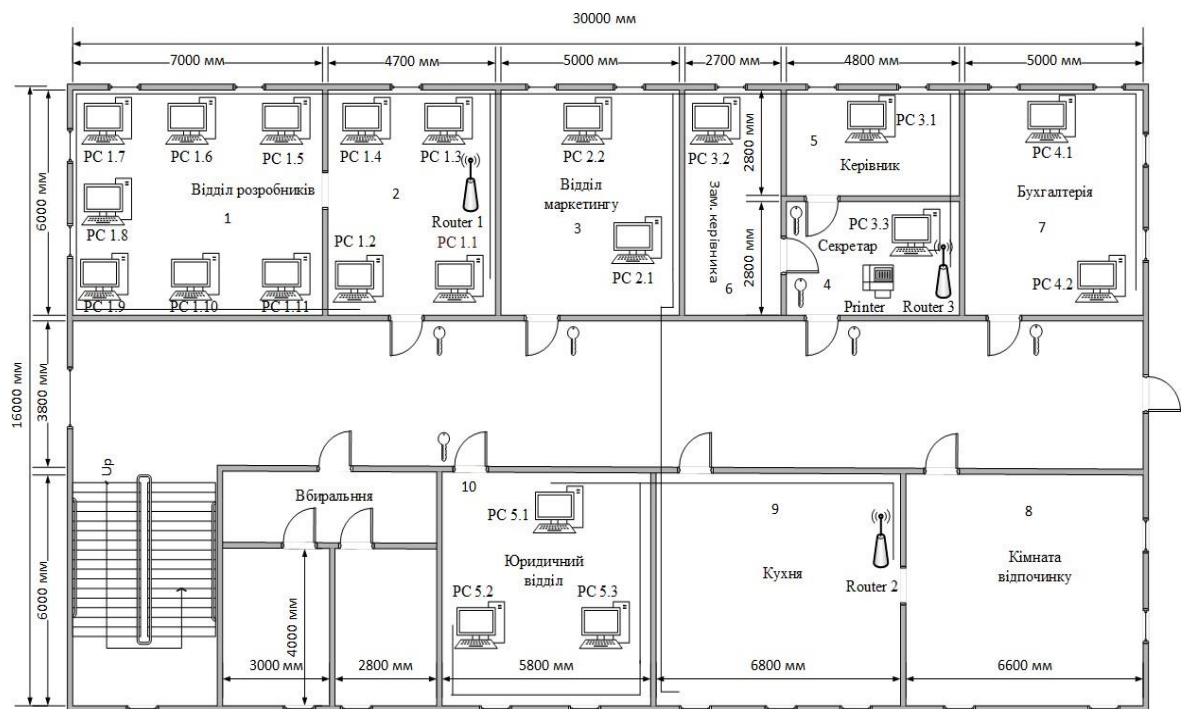 30000 мм
7000 мм
4700 мм
5000 мм
2700 мм
4800 мм
5000 мм
PC 1.7
PC 1.6
PC 1.5
PC 1.4
PC 1.3
PC 2.2
PC 3.2
PC 3.1
PC 4.1
2800 мм
5
Керівник
6000 мм
PC 1.8
Відділ розробників
1
2
Router 1
Відділ
маркетингу
3
PC 2.1
Зам. керівника
6
2800 мм
PC 3.3
Секретар
4
Printer
Router 3
Бухгалтерія
7
PC 4.2
PC 1.2
PC 1.1
PC 1.9
PC 1.10
PC 1.11
16000 мм
3800 мм
6000 мм
Up
Вбиральння
4000 мм
3000 мм
2800 мм
10
PC 5.1
Юридичний
відділ
PC 5.2
PC 5.3
5800 мм
9
Кухня
Router 2
6800 мм
8
Кімната
відпочинку
6600 мм